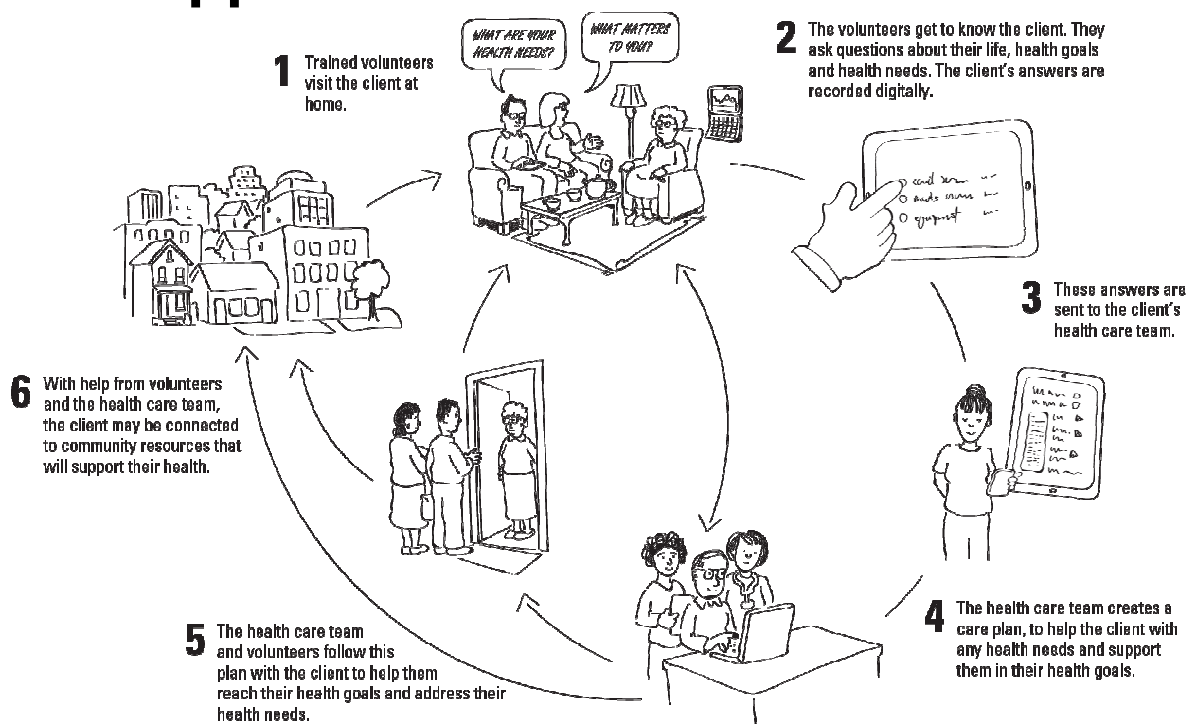 1 Trained volunteers
visit the client at
home.
WHAT ARE YOUR
HEALTH NEEDS?
WHAT MATTERS
TO YOU?
2 The volunteers get to know the client. They
ask questions about their life, health goals
and health needs. The client's answers are
recorded digitally.
3 These answers are
sent to the client's
health care team.
4 The health care team creates a
care plan, to help the client with
any health needs and support
them in their health goals.
5 The health care team
and volunteers follow this
plan with the client to help them
reach their health goals and address their
health needs.
6 With help from volunteers
and the health care team,
the client may be connected
to community resources that
will support their health.